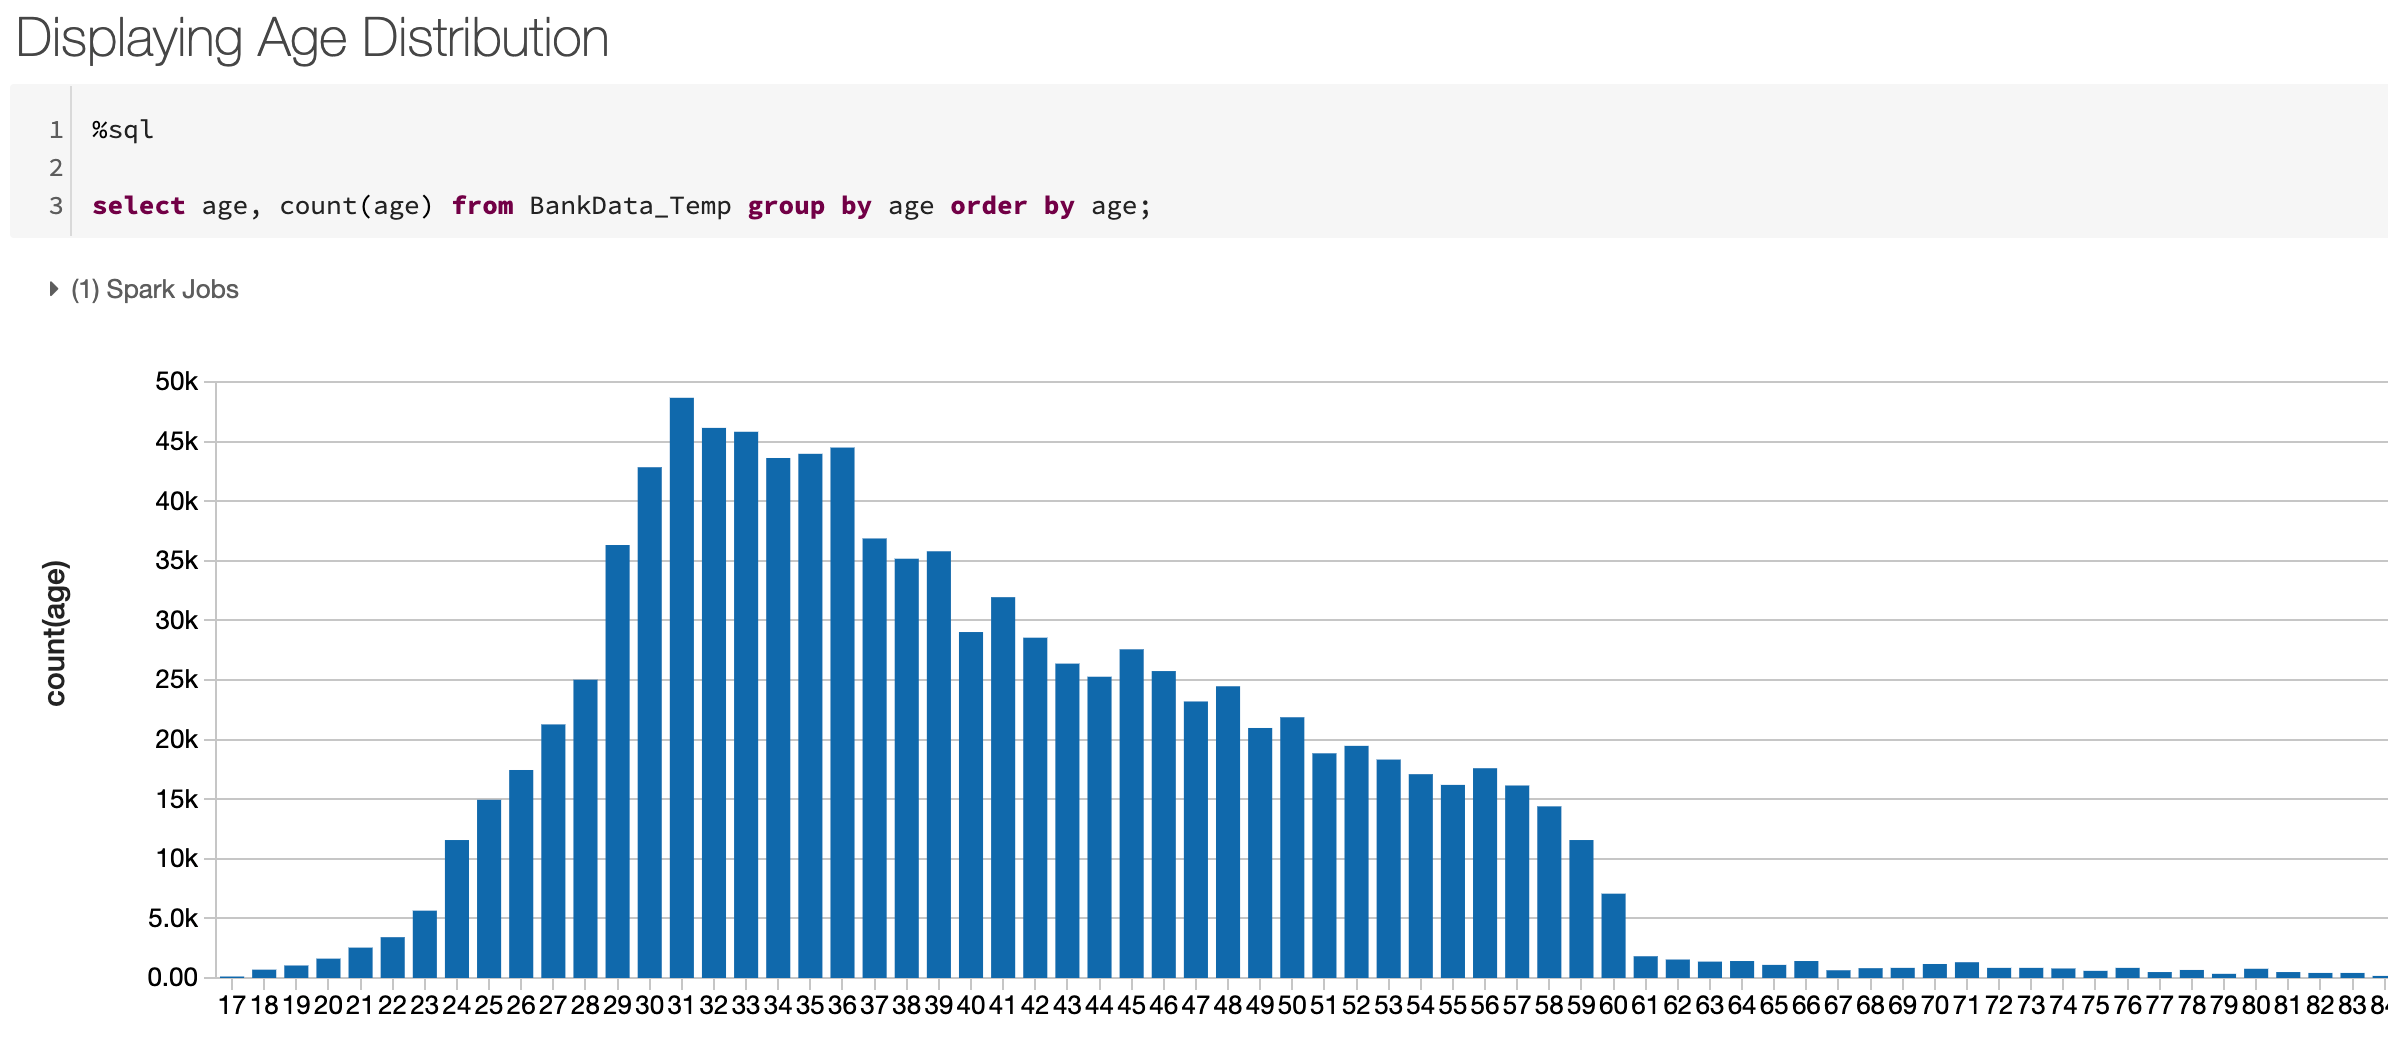 Displaying Age Distribution
1 %sql
2
3 select age, count(age) from BankData_Temp group by age order by age;
(1) Spark Jobs
50k
45k
40k
35k
30k
25k
20k
15k
10k
5.0k
0.00
count(age)
17 18 19 20 21 22 23 24 25 26 27 28 29 30 31 32 33 34 35 36 37 38 39 40 41 42 43 44 45 46 47 48 49 50 51 52 53 54 55 56 57 58 59 60 61 62 63 64 65 66 67 68 69 70 71 72 73 74 75 76 77 78 79 80 81 82 83